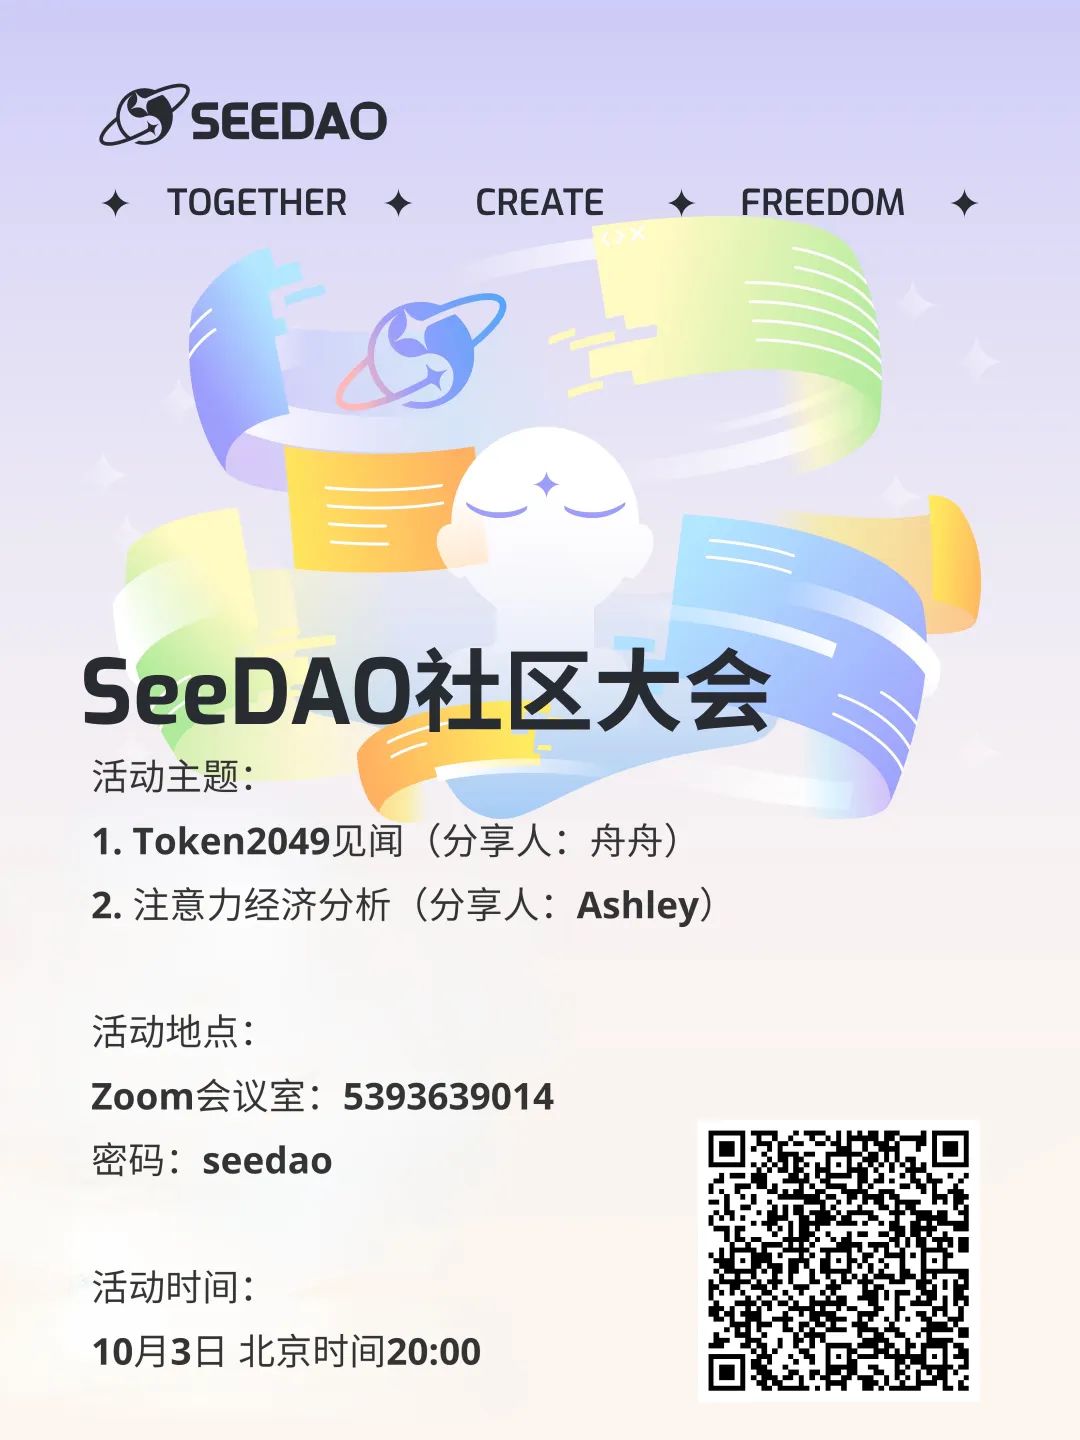 SEEDAO
TOGETHER CREATE FREEDOM
SeeDAO社区大会
活动主题：
1. Token2049见闻（分享人：舟舟）
2. 注意力经济分析（分享人：Ashley）
活动地点：
Zoom会议室：5393639014
密码：seedao
活动时间：
10月3日 北京时间20:00